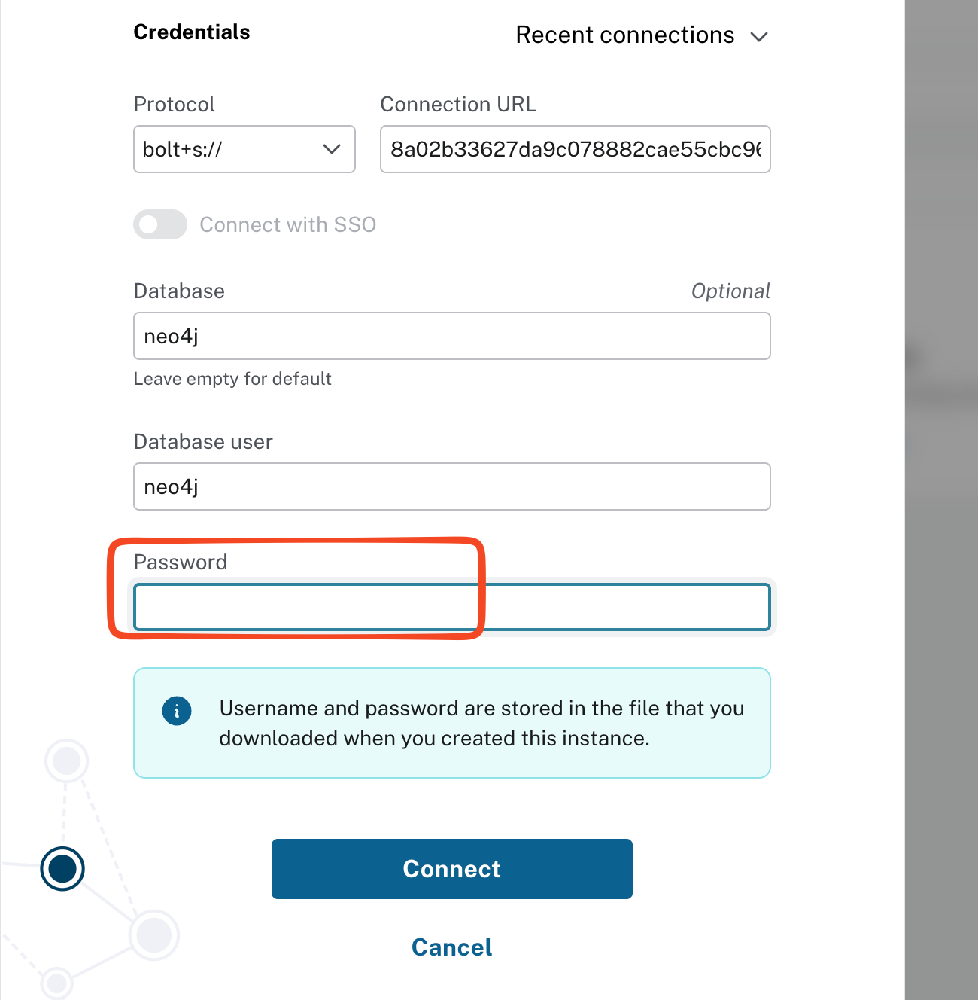 Credentials
Recent connections
Protocol
Connection URL
bolt+s://
8a02b33627da9c078882cae55cbc96
Connect with SSO
Database
Optional
neo4j
Leave empty for default
Database user
neo4j
Password
Username and password are stored in the file that you
downloaded when you created this instance.
Connect
Cancel